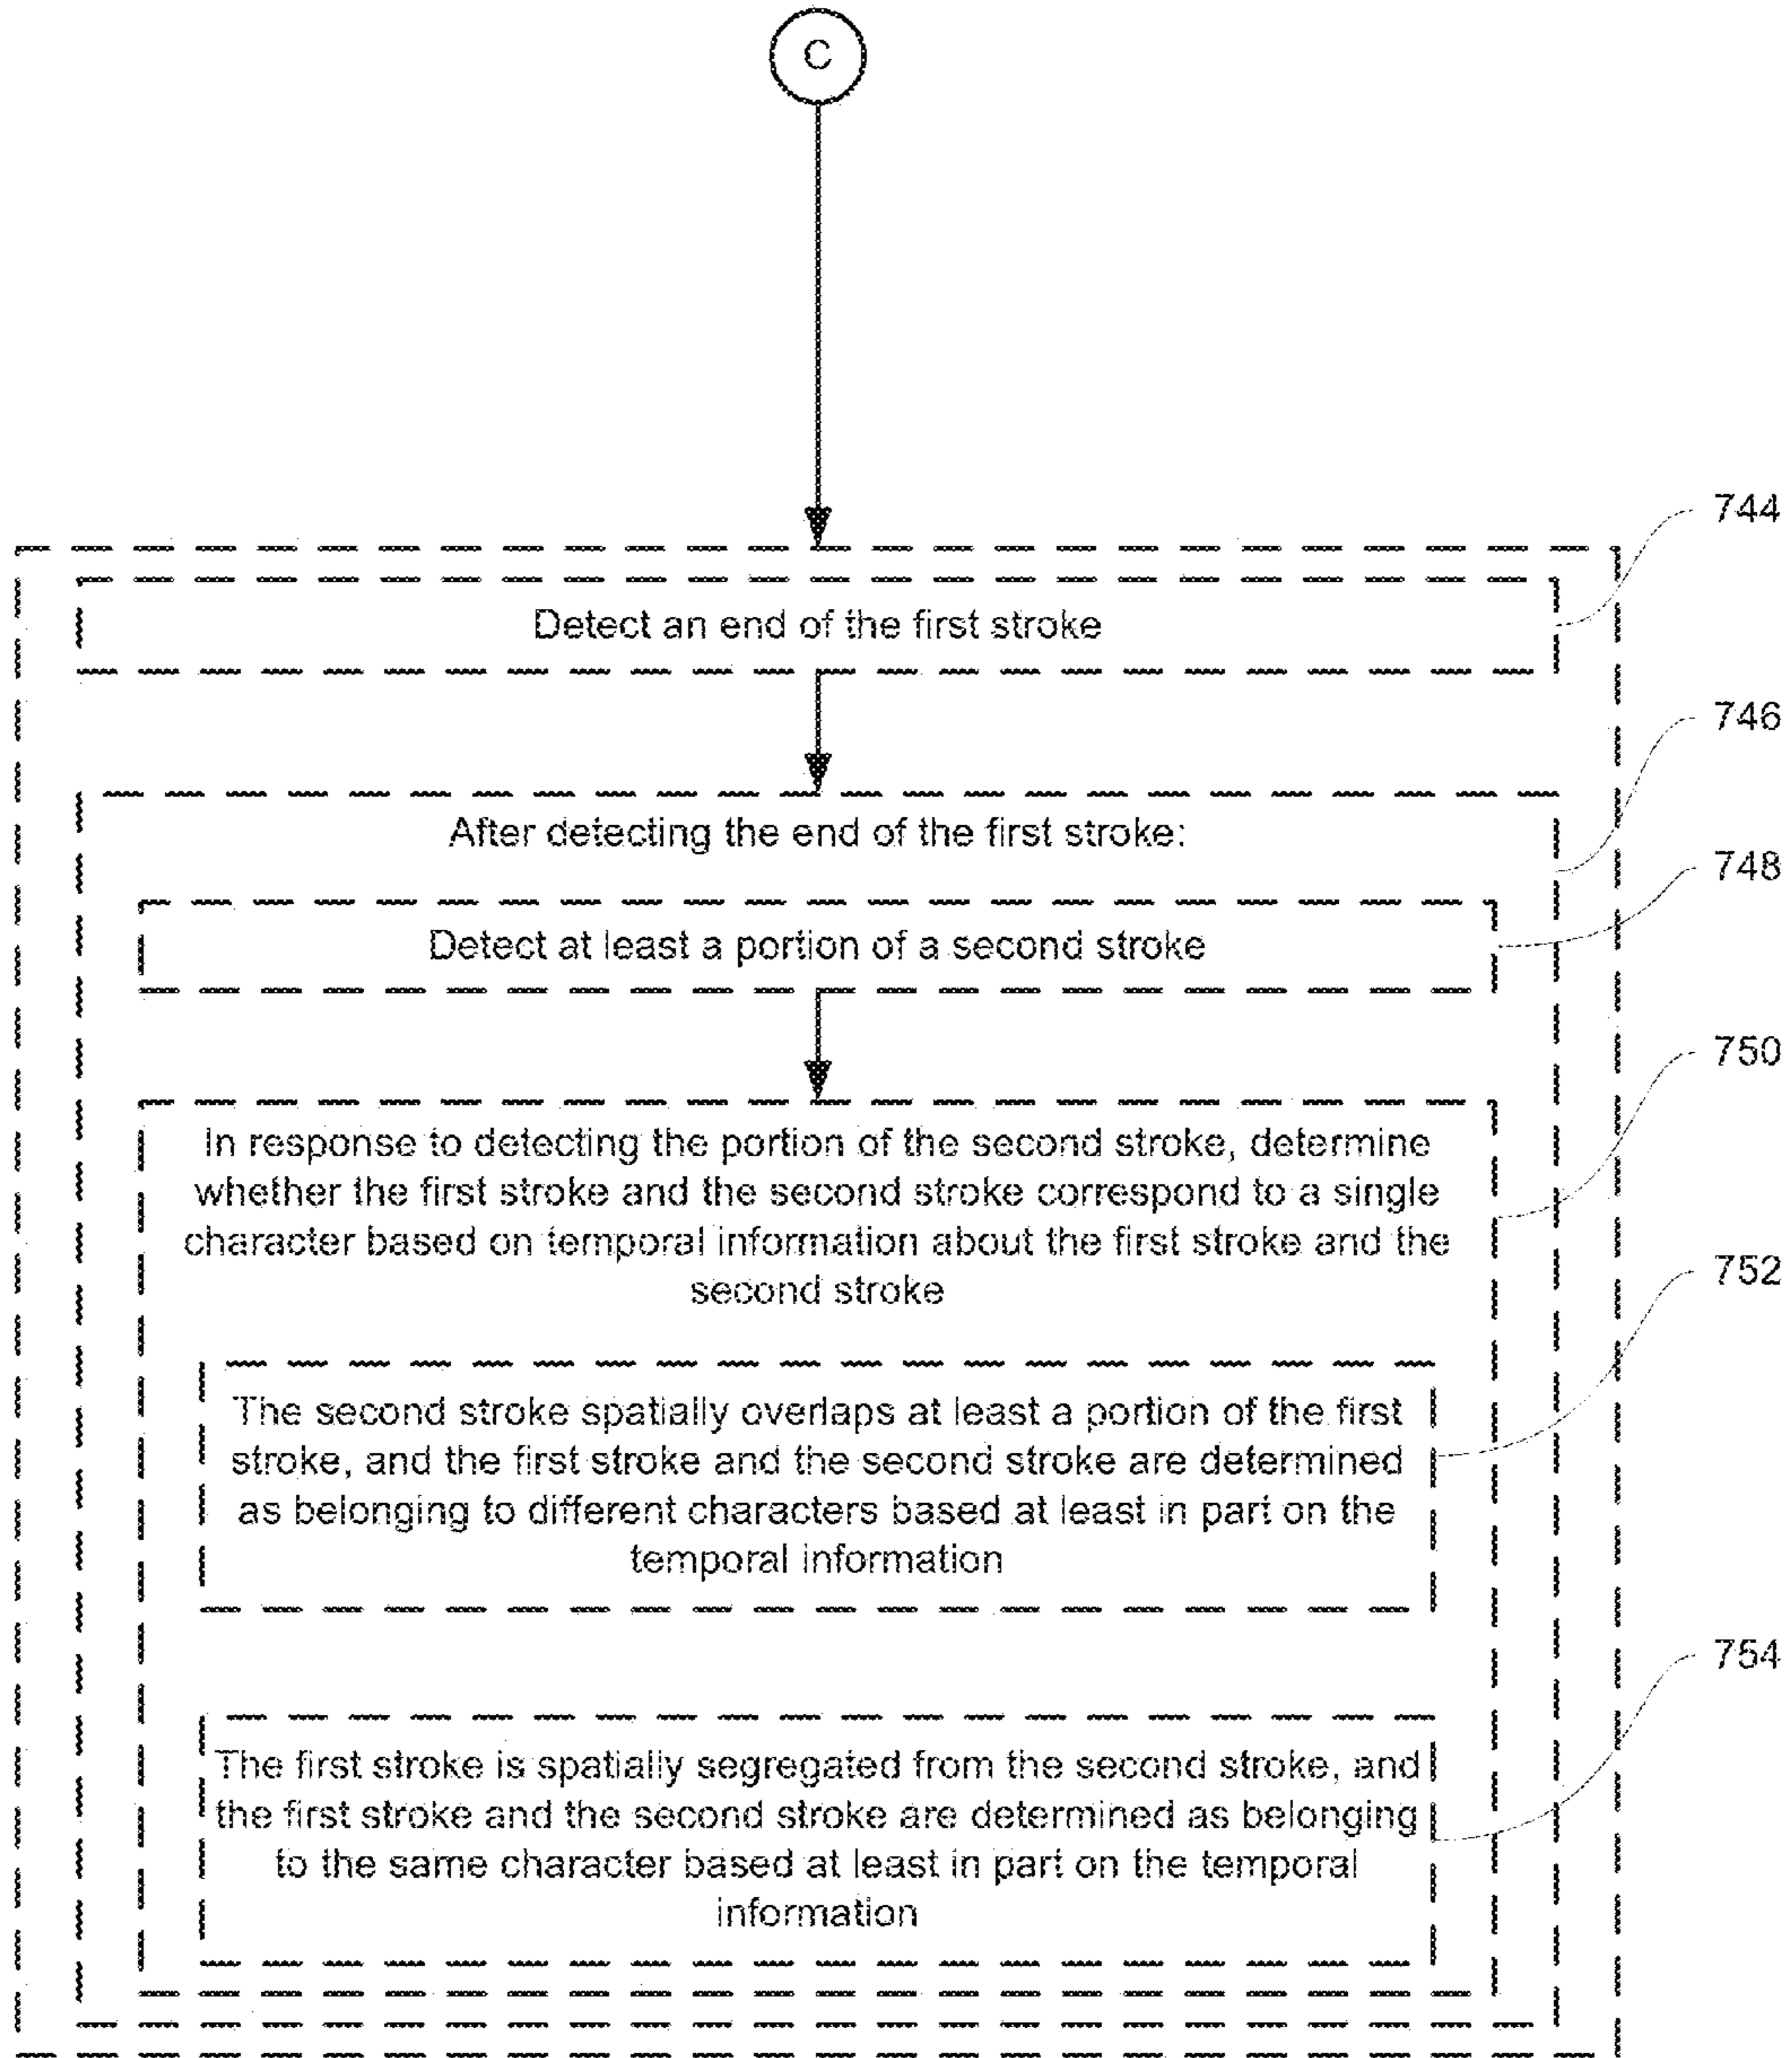 C
744
Detect an end of the first stroke
746
After detecting the end of the first stroke:
748
Detect at least a portion of a second stroke
750
In response to detecting the portion of the second stroke, determine
whether the first stroke and the second stroke correspond to a single
character based on temporal information about the first stroke and the
second stroke
752
The second stroke spatially overlaps at least a portion of the first
stroke, and the first stroke and the second stroke are determined
as belonging to different characters based at least in part on the
temporal information
754
The first stroke is spatially segregated from the second stroke, and
the first stroke and the second stroke are determined as belonging
to the same character based at least in part on the temporal
information